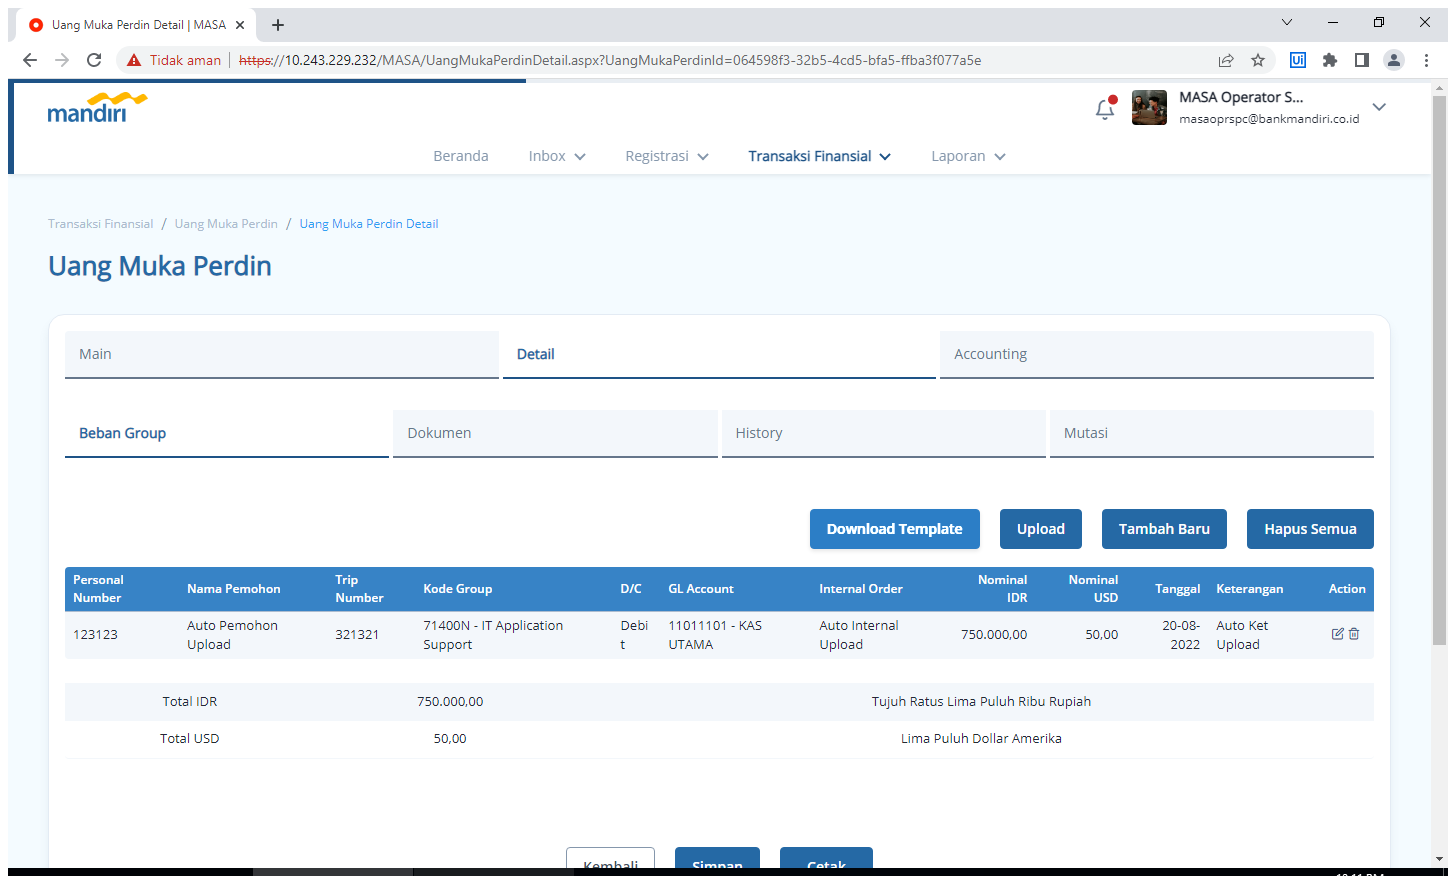 Uang Muka Perdin Detail | MASA
Tidak aman https://10.243.229.232/MASA/UangMukaPerdinDetail.aspx?UangMukaPerdinId=064598f3-32b5-4cd5-bfa5-ffba3f077a5e
mandiri
MASA Operator S...
masaoprspc@bankmandiri.co.id
Beranda Inbox Registrasi Transaksi Finansial Laporan
Transaksi Finansial / Uang Muka Perdin / Uang Muka Perdin Detail
Uang Muka Perdin
Main Detail Accounting
Beban Group Dokumen History Mutasi
Download Template Upload Tambah Baru Hapus Semua
Personal Number Nama Pemohon Trip Number Kode Group D/C GL Account Internal Order Nominal IDR Nominal USD Tanggal Keterangan Action
123123 Auto Pemohon Upload 321321 71400N - IT Application Support Debit 11011101 - KAS UTAMA Auto Internal Upload 750.000,00 50,00 20-08-2022 Auto Ket Upload
Total IDR 750.000,00 Tujuh Ratus Lima Puluh Ribu Rupiah
Total USD 50,00 Lima Puluh Dollar Amerika
Kembali Simpan Cetak